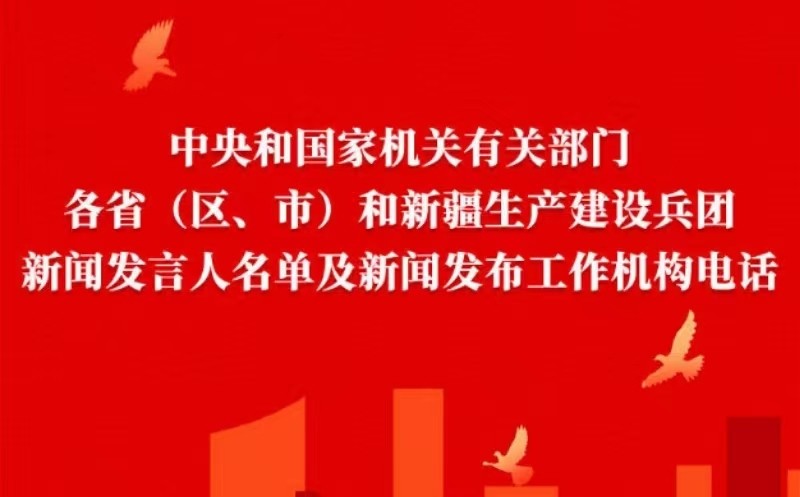 中央和国家机关有关部门
各省（区、市）和新疆生产建设兵团
新闻发言人名单及新闻发布工作机构电话